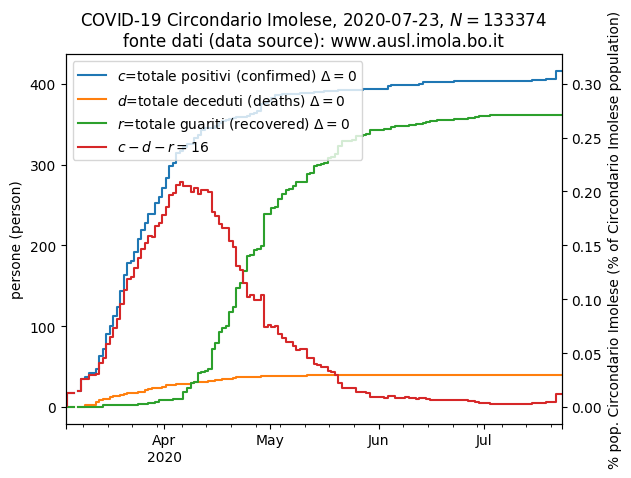 COVID-19 Circondario Imolese, 2020-07-23, N = 133374
fonte dati (data source): www.ausl.imola.bo.it
c=totale positivi (confirmed) Δ = 0
d=totale deceduti (deaths) Δ = 0
r=totale guariti (recovered) Δ = 0
c − d − r = 16
persone (person)
400
300
200
100
0
0.30
0.25
0.20
0.15
0.10
0.05
0.00
% pop. Circondario Imolese (% of Circondario Imolese population)
Apr
May
Jun
Jul
2020